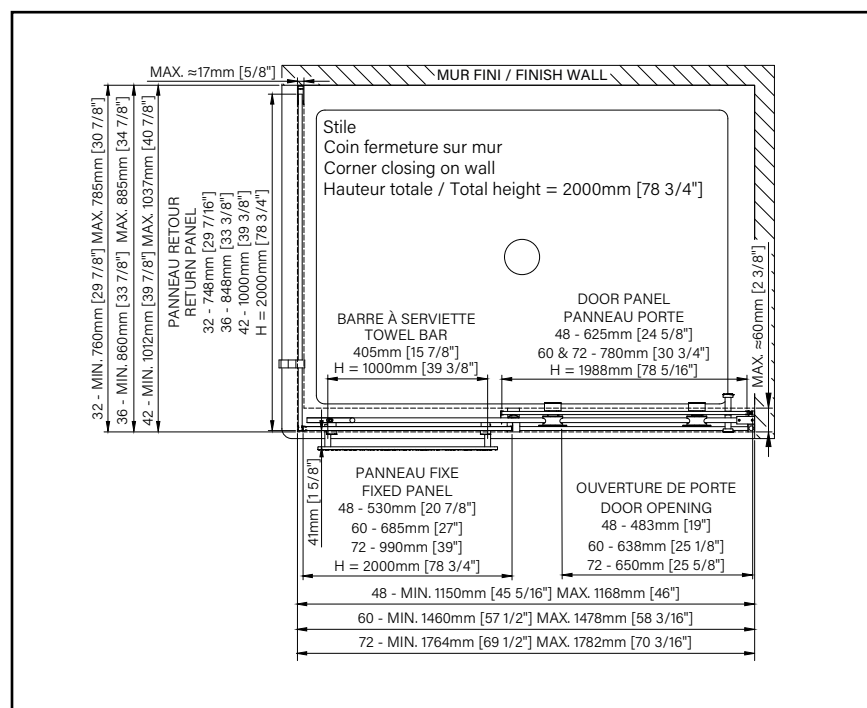 MAX. ≈17mm [5/8"]
MUR FINI / FINISH WALL
Stile
Coin fermeture sur mur
Corner closing on wall
Hauteur totale / Total height = 2000mm [78 3/4"]
32 - MIN. 760mm [29 7/8"] MAX. 785mm [30 7/8"]
36 - MIN. 860mm [33 7/8"] MAX. 885mm [34 7/8"]
42 - MIN. 1012mm [39 7/8"] MAX. 1037mm [40 7/8"]
PANNEAU RETOUR
RETURN PANEL
32 - 748mm [29 7/16"]
36 - 848mm [33 3/8"]
42 - 1000mm [39 3/8"]
H = 2000mm [78 3/4"]
BARRE À SERVIETTE
TOWEL BAR
405mm [15 7/8"]
H = 1000mm [39 3/8"]
DOOR PANEL
PANNEAU PORTE
48 - 625mm [24 5/8"]
60 & 72 - 780mm [30 3/4"]
H = 1988mm [78 5/16"]
MAX. ≈60mm [2 3/8"]
41mm [1 5/8"]
PANNEAU FIXE
FIXED PANEL
48 - 530mm [20 7/8"]
60 - 685mm [27"]
72 - 990mm [39"]
H = 2000mm [78 3/4"]
OUVERTURE DE PORTE
DOOR OPENING
48 - 483mm [19"]
60 - 638mm [25 1/8"]
72 - 650mm [25 5/8"]
48 - MIN. 1150mm [45 5/16"] MAX. 1168mm [46"]
60 - MIN. 1460mm [57 1/2"] MAX. 1478mm [58 3/16"]
72 - MIN. 1764mm [69 1/2"] MAX. 1782mm [70 3/16"]